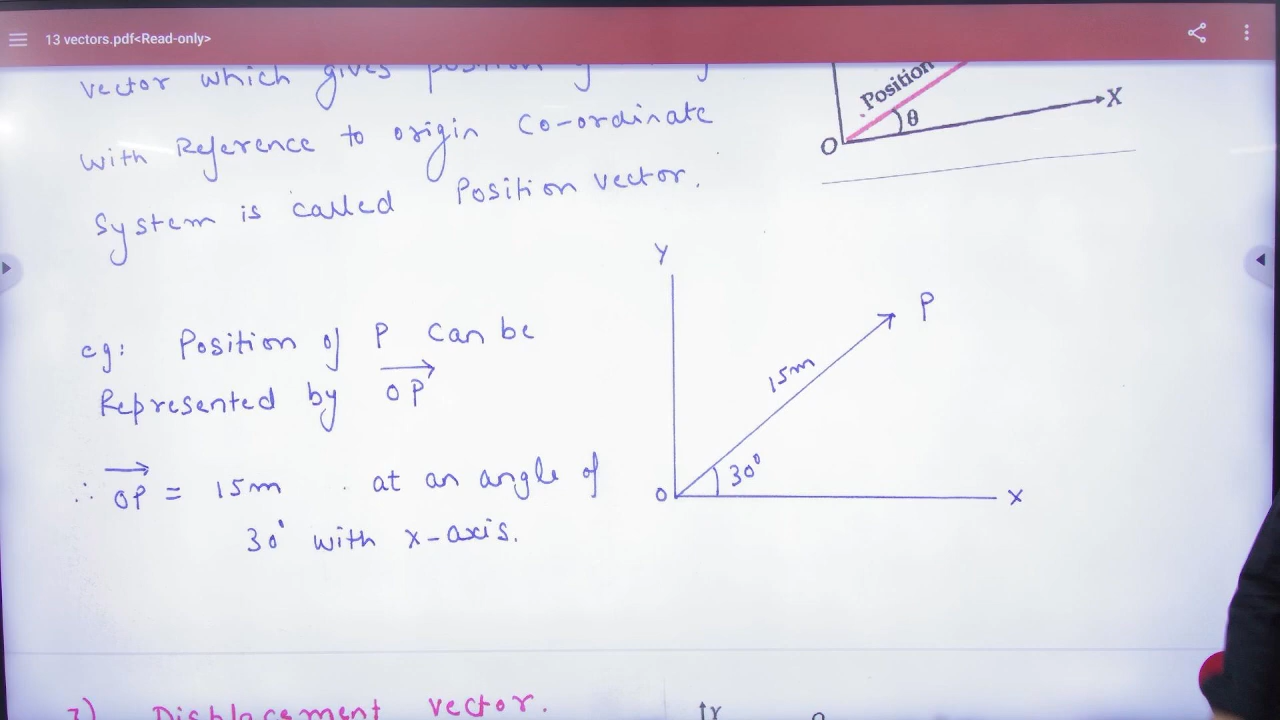 13 vectors.pdf<Read-only>
vector which gives position
with Reference to origin Co-ordinate
System is called Position vector.
Position
θ
X
O
eg: Position of P can be
Represented by OP
∴ OP = 15m at an angle of
30° with x-axis.
Y
P
15m
30°
O
X
Displacement vector.